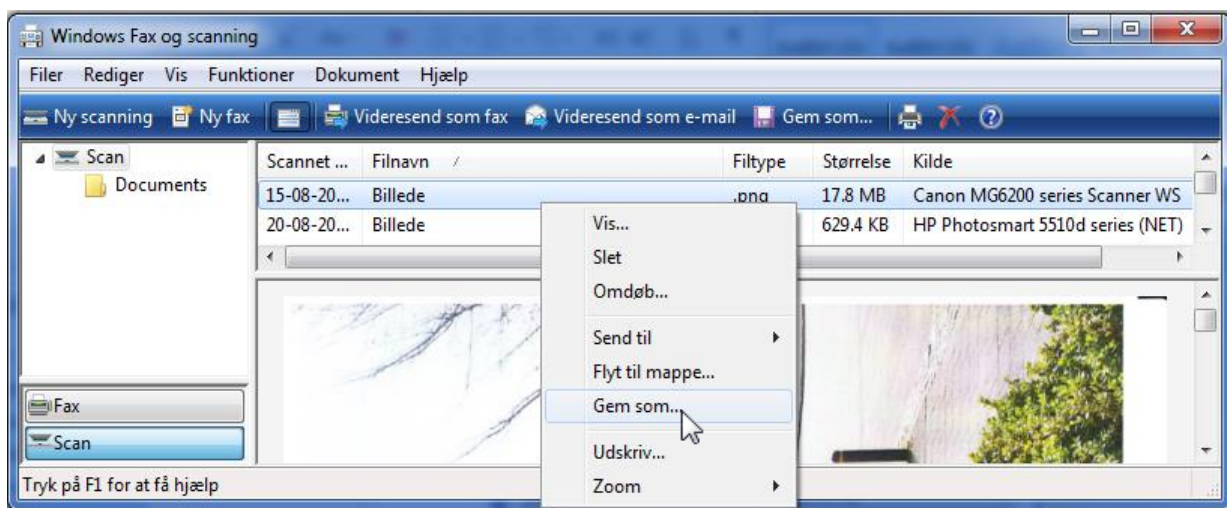 Windows Fax og scanning
Filer Rediger Vis Funktioner Dokument Hjælp
Ny scanning Ny fax Videresend som fax Videresend som e-mail Gem som...
Scan
Documents
Scannet ... Filnavn Filtype Størrelse Kilde
15-08-20... Billede .png 17.8 MB Canon MG6200 series Scanner WS
20-08-20... Billede 629.4 KB HP Photosmart 5510d series (NET)
Vis...
Slet
Omdøb...
Send til
Flyt til mappe...
Gem som...
Udskriv...
Zoom
Fax
Scan
Tryk på F1 for at få hjælp